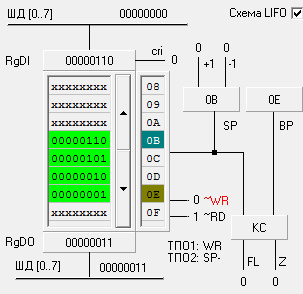 ШД [0..7] 00000000 Схема LIFO
RgDI 00000110 cri 0 0 0
+1 -1
xxxxxxxx 08
xxxxxxxx 09 0B 0E
xxxxxxxx 0A
00000110 0B SP BP
00000101 0C
00000010 0D
00000001 0E 0 ~WR
xxxxxxxx 0F 1 ~RD КС
RgDO 00000011 ТПО1: WR
ТПО2: SP- FL Z
ШД [0..7] 00000011 0 0